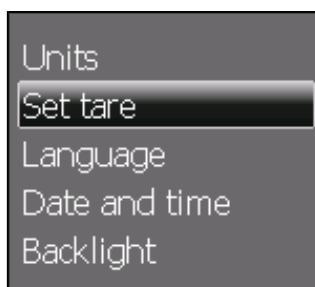 Units
Set tare
Language
Date and time
Backlight